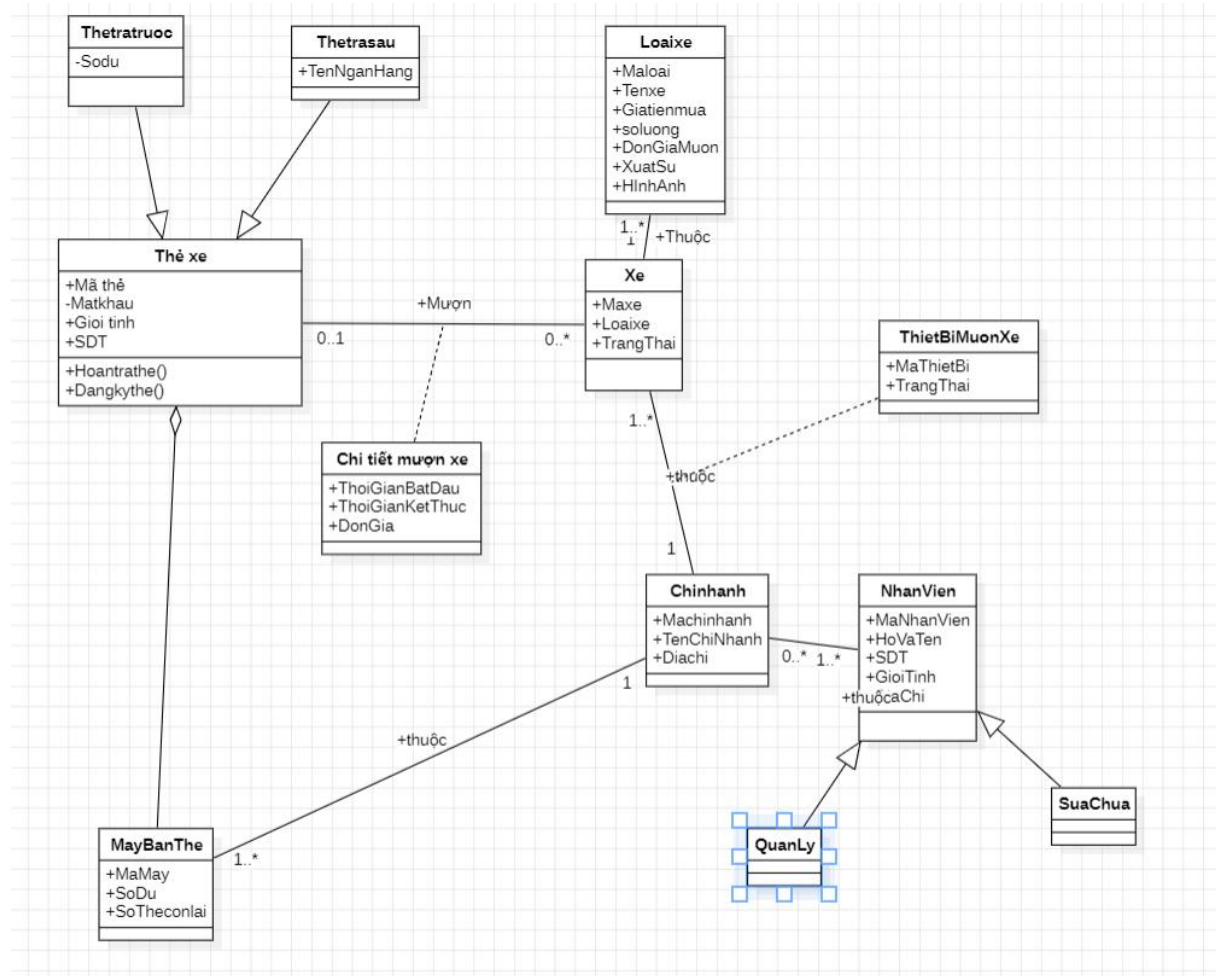 Thetratruoc
-Sodu
Thetrasau
+TenNganHang
Loaixe
+Maloai
+Tenxe
+Giatienmua
+soluong
+DonGiaMuon
+XuatSu
+HInhAnh
1..*
1
+Thuộc
Thẻ xe
+Mã thẻ
-Matkhau
+Gioi tinh
+SDT
+Hoantrathe()
+Dangkythe()
+Mượn
0..1
0..*
Xe
+Maxe
+Loaixe
+TrangThai
ThietBiMuonXe
+MaThietBi
+TrangThai
1..*
+thuộc
1
Chi tiết mượn xe
+ThoiGianBatDau
+ThoiGianKetThuc
+DonGia
Chinhanh
+Machinhanh
+TenChiNhanh
+Diachi
NhanVien
+MaNhanVien
+HoVaTen
+SDT
+GioiTinh
aChi
0..*
1..*
+thuộc
1
+thuộc
1..*
MayBanThe
+MaMay
+SoDu
+SoTheconlai
QuanLy
SuaChua